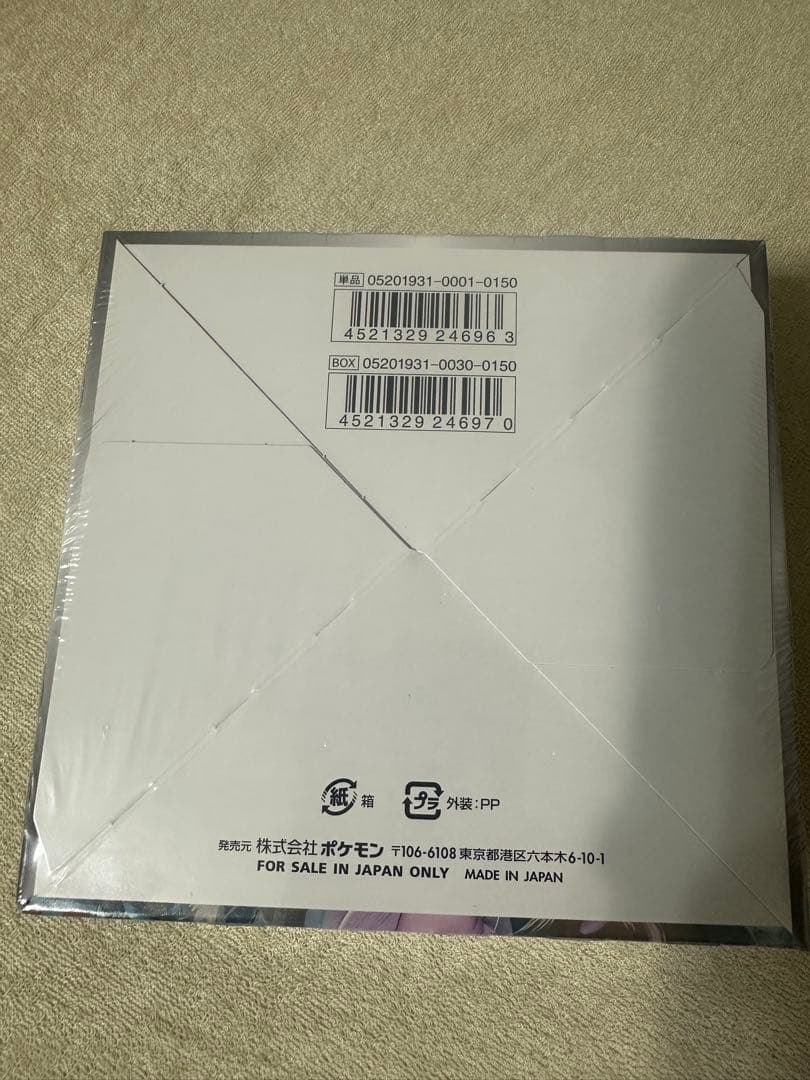 単品 05201931-0001-0150
4521329 24696 3
BOX 05201931-0030-0150
4521329 24697 0
紙 箱 プラ 外装:PP
発売元 株式会社 ポケモン 〒106-6108 東京都港区六本木6-10-1
FOR SALE IN JAPAN ONLY MADE IN JAPAN